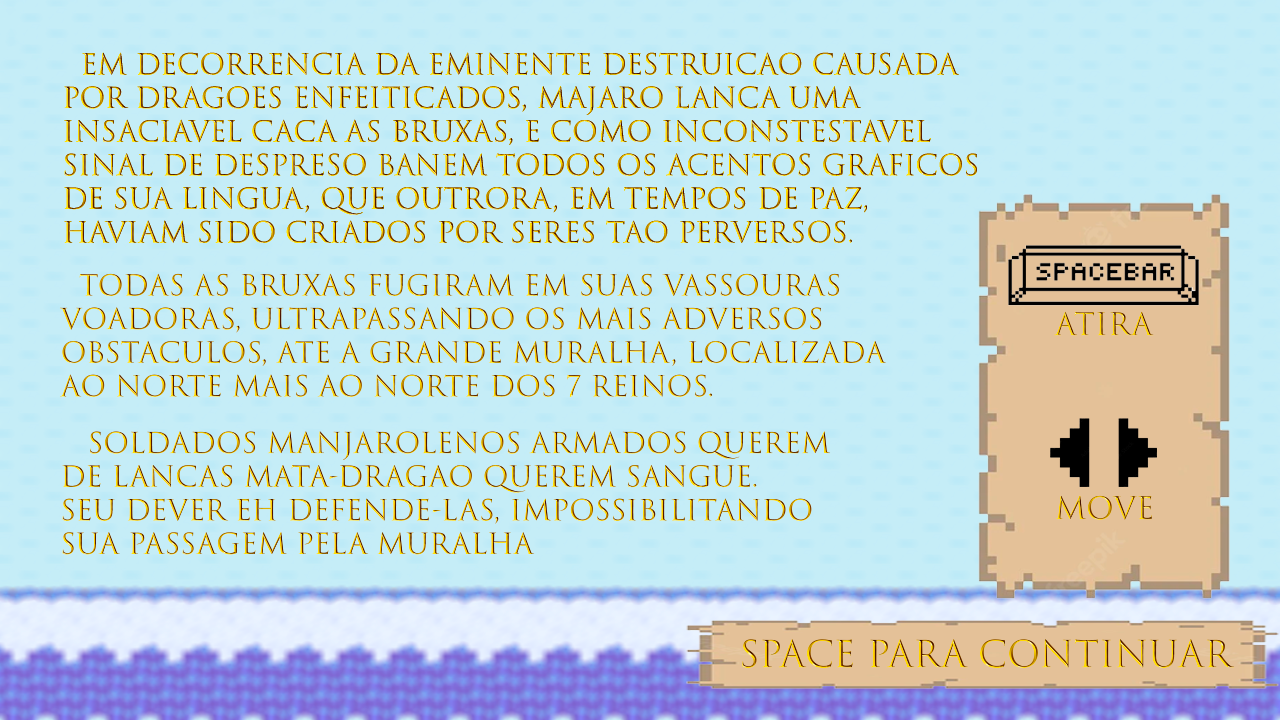 EM DECORRENCIA DA EMINENTE DESTRUICAO CAUSADA
POR DRAGOES ENFEITICADOS, MAJARO LANCA UMA
INSACIAVEL CACA AS BRUXAS, E COMO INCONSTESTAVEL
SINAL DE DESPRESO BANEM TODOS OS ACENTOS GRAFICOS
DE SUA LINGUA, QUE OUTRORA, EM TEMPOS DE PAZ,
HAVIAM SIDO CRIADOS POR SERES TAO PERVERSOS.
TODAS AS BRUXAS FUGIRAM EM SUAS VASSOURAS
VOADORAS, ULTRAPASSANDO OS MAIS ADVERSOS
OBSTACULOS, ATE A GRANDE MURALHA, LOCALIZADA
AO NORTE MAIS AO NORTE DOS 7 REINOS.
SOLDADOS MANJAROLENOS ARMADOS QUEREM
DE LANCAS MATA-DRAGAO QUEREM SANGUE.
SEU DEVER EH DEFENDE-LAS, IMPOSSIBILITANDO
SUA PASSAGEM PELA MURALHA
SPACEBAR
ATIRA
MOVE
freepik
SPACE PARA CONTINUAR